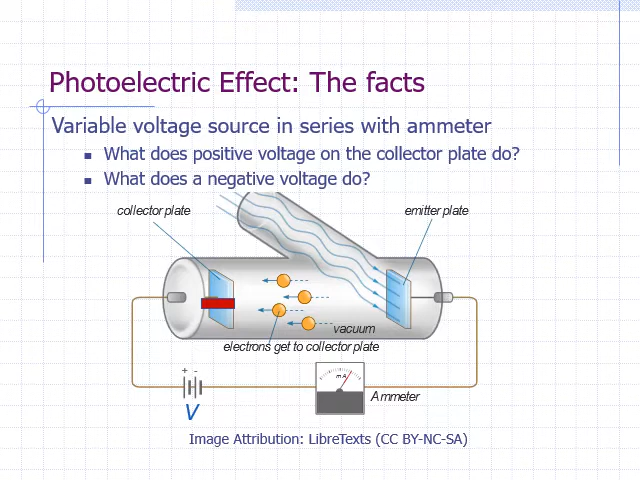 Photoelectric Effect: The facts
Variable voltage source in series with ammeter
What does positive voltage on the collector plate do?
What does a negative voltage do?
collector plate
emitter plate
vacuum
electrons get to collector plate
+ -
mA
V
Ammeter
Image Attribution: LibreTexts (CC BY-NC-SA)